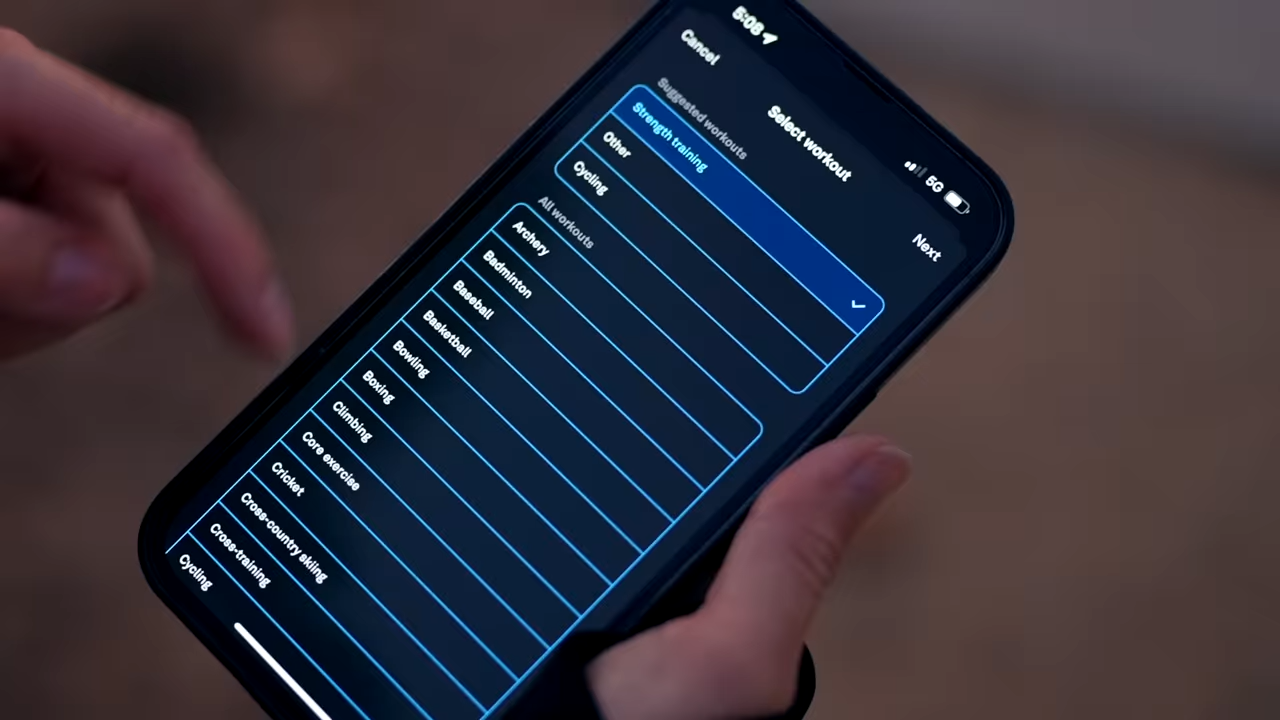 5:08
5G
Cancel
Select workout
Next
Suggested workouts
Strength training
Other
Cycling
All workouts
Archery
Badminton
Baseball
Basketball
Bowling
Boxing
Climbing
Core exercise
Cricket
Cross-country skiing
Cross-training
Cycling